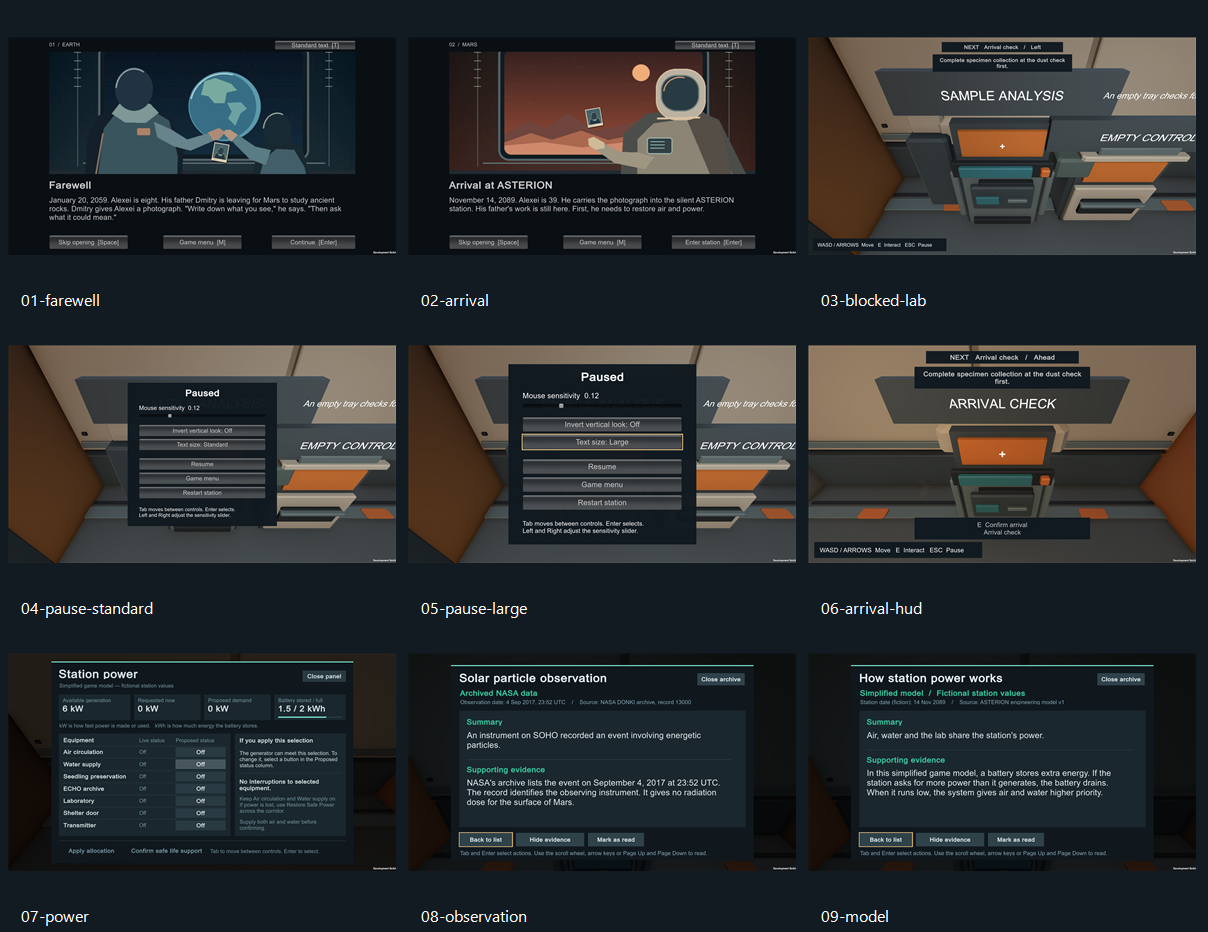 01 / EARTH
Standard text [T]
Farewell
January 20, 2059. Alexei is eight. His father Dmitry is leaving for Mars to study ancient
rocks. Dmitry gives Alexei a photograph. "Write down what you see," he says. "Then ask
what it could mean."
Skip opening [Space]
Game menu [M]
Continue [Enter]
Development Build
01-farewell
02 / MARS
Standard text [T]
Arrival at ASTERION
November 14, 2089. Alexei is 39. He carries the photograph into the silent ASTERION
station. His father's work is still here. First, he needs to restore air and power.
Skip opening [Space]
Game menu [M]
Enter station [Enter]
Development Build
02-arrival
NEXT Arrival check / Left
Complete specimen collection at the dust check
first.
SAMPLE ANALYSIS
An empty tray checks fo
EMPTY CONTROL
WASD / ARROWS Move E Interact ESC Pause
Development Build
03-blocked-lab
Paused
Mouse sensitivity 0.12
Invert vertical look: Off
Text size: Standard
Resume
Game menu
Restart station
Tab moves between controls. Enter selects.
Left and Right adjust the sensitivity slider.
An empty tray checks fo
EMPTY CONTROL
Development Build
04-pause-standard
Paused
Mouse sensitivity 0.12
Invert vertical look: Off
Text size: Large
Resume
Game menu
Restart station
Tab moves between controls. Enter selects.
Left and Right adjust the sensitivity slider.
An empty tray checks fo
EMPTY CONTROL
Development Build
05-pause-large
NEXT Arrival check / Ahead
Complete specimen collection at the dust check
first.
ARRIVAL CHECK
E Confirm arrival
Arrival check
WASD / ARROWS Move E Interact ESC Pause
Development Build
06-arrival-hud
Station power
Simplified game model — fictional station values
Close panel
Available generation
6 kW
Requested now
0 kW
Proposed demand
0 kW
Battery stored / full
1.5 / 2 kWh
kW is how fast power is made or used. kWh is how much energy the battery stores.
Equipment Live status Proposed status
Air circulation Off Off
Water supply Off Off
Seedling preservation Off Off
ECHO archive Off Off
Laboratory Off Off
Shelter door Off Off
Transmitter Off Off
If you apply this selection
The generator can meet this selection. To
change it, select a button in the Proposed
status column.
No interruptions to selected
equipment.
Keep Air circulation and Water supply on
If power is lost, use Restore Safe Power
across the corridor.
Supply both air and water before
confirming.
Apply allocation
Confirm safe life support
Tab to move between controls. Enter to select.
Development Build
07-power
Solar particle observation
Close archive
Archived NASA data
Observation date: 4 Sep 2017, 23:52 UTC / Source: NASA DONKI archive, record 13000
Summary
An instrument on SOHO recorded an event involving energetic
particles.
Supporting evidence
NASA's archive lists the event on September 4, 2017 at 23:52 UTC.
The record identifies the observing instrument. It gives no radiation
dose for the surface of Mars.
Back to list
Hide evidence
Mark as read
Tab and Enter select actions. Use the scroll wheel, arrow keys or Page Up and Page Down to read.
Development Build
08-observation
How station power works
Close archive
Simplified model / Fictional station values
Station date (fiction): 14 Nov 2089 / Source: ASTERION engineering model v1
Summary
Air, water and the lab share the station's power.
Supporting evidence
In this simplified game model, a battery stores extra energy. If the
station asks for more power than it generates, the battery drains.
When it runs low, the system gives air and water higher priority.
Back to list
Hide evidence
Mark as read
Tab and Enter select actions. Use the scroll wheel, arrow keys or Page Up and Page Down to read.
Development Build
09-model